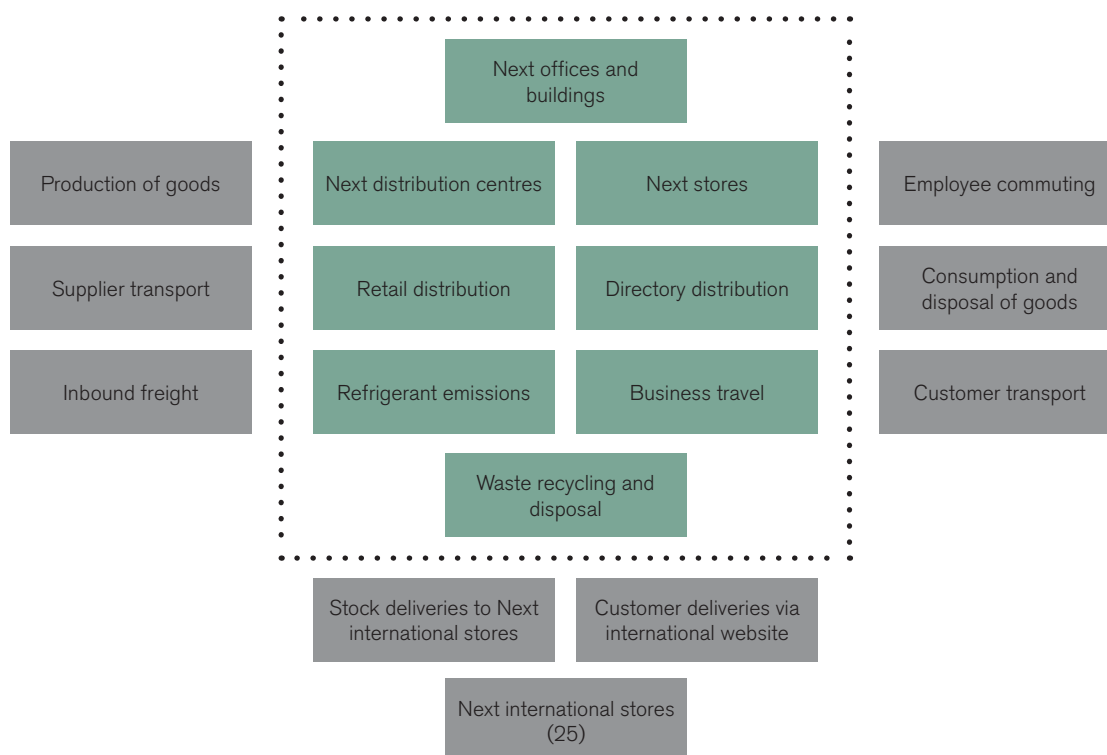 Next offices and
buildings
Production of goods
Next distribution centres
Next stores
Employee commuting
Supplier transport
Retail distribution
Directory distribution
Consumption and
disposal of goods
Inbound freight
Refrigerant emissions
Business travel
Customer transport
Waste recycling and
disposal
Stock deliveries to Next
international stores
Customer deliveries via
international website
Next international stores
(25)